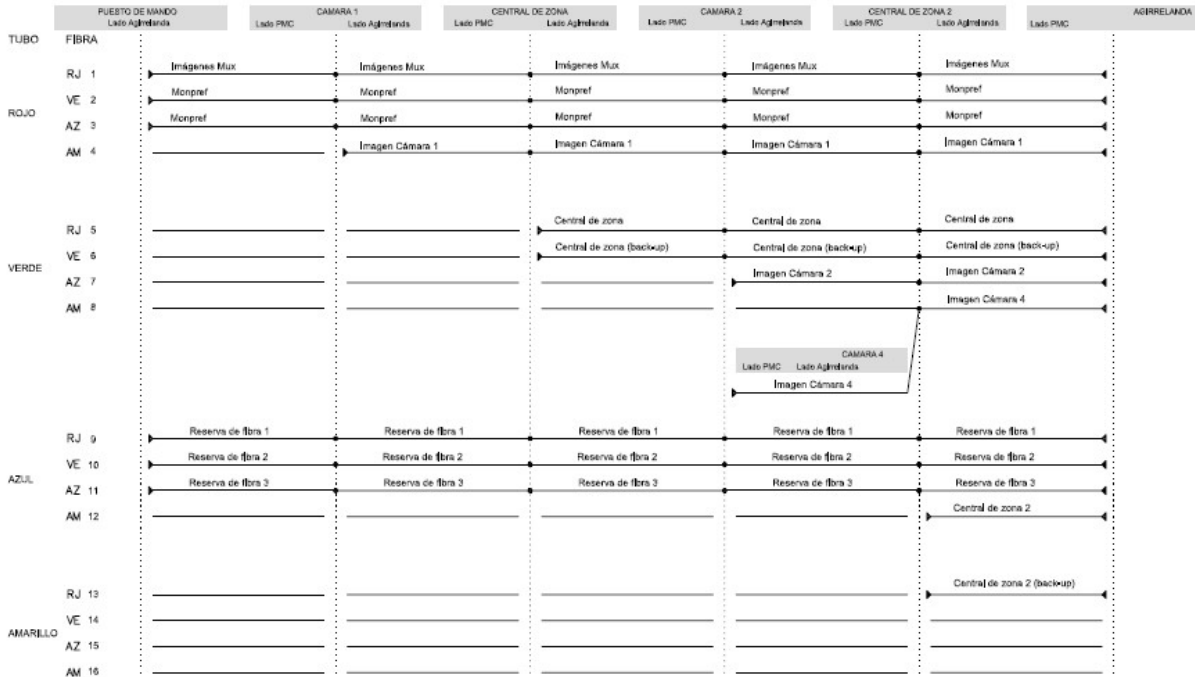 PUESTO DE MANDO CAMARA 1 CENTRAL DE ZONA CAMARA 2 CENTRAL DE ZONA 2 AGIRRELANDA
Lado Agirrelanda Lado PMC Lado Agirrelanda Lado PMC Lado Agirrelanda Lado PMC Lado Agirrelanda Lado PMC Lado Agirrelanda Lado PMC
TUBO FIBRA
RJ 1 Imágenes Mux Imágenes Mux Imágenes Mux Imágenes Mux Imágenes Mux
VE 2 Monpref Monpref Monpref Monpref Monpref
ROJO
AZ 3 Monpref Monpref Monpref Monpref Monpref
AM 4 Imagen Cámara 1 Imagen Cámara 1 Imagen Cámara 1 Imagen Cámara 1
RJ 5 Central de zona Central de zona Central de zona
VE 6 Central de zona (back-up) Central de zona (back-up) Central de zona (back-up)
VERDE
AZ 7 Imagen Cámara 2 Imagen Cámara 2
AM 8 Imagen Cámara 4
CAMARA 4
Lado PMC Lado Agirrelanda
Imagen Cámara 4
RJ 9 Reserva de fibra 1 Reserva de fibra 1 Reserva de fibra 1 Reserva de fibra 1 Reserva de fibra 1
VE 10 Reserva de fibra 2 Reserva de fibra 2 Reserva de fibra 2 Reserva de fibra 2 Reserva de fibra 2
AZUL
AZ 11 Reserva de fibra 3 Reserva de fibra 3 Reserva de fibra 3 Reserva de fibra 3 Reserva de fibra 3
AM 12 Central de zona 2
RJ 13 Central de zona 2 (back-up)
VE 14
AMARILLO
AZ 15
AM 16